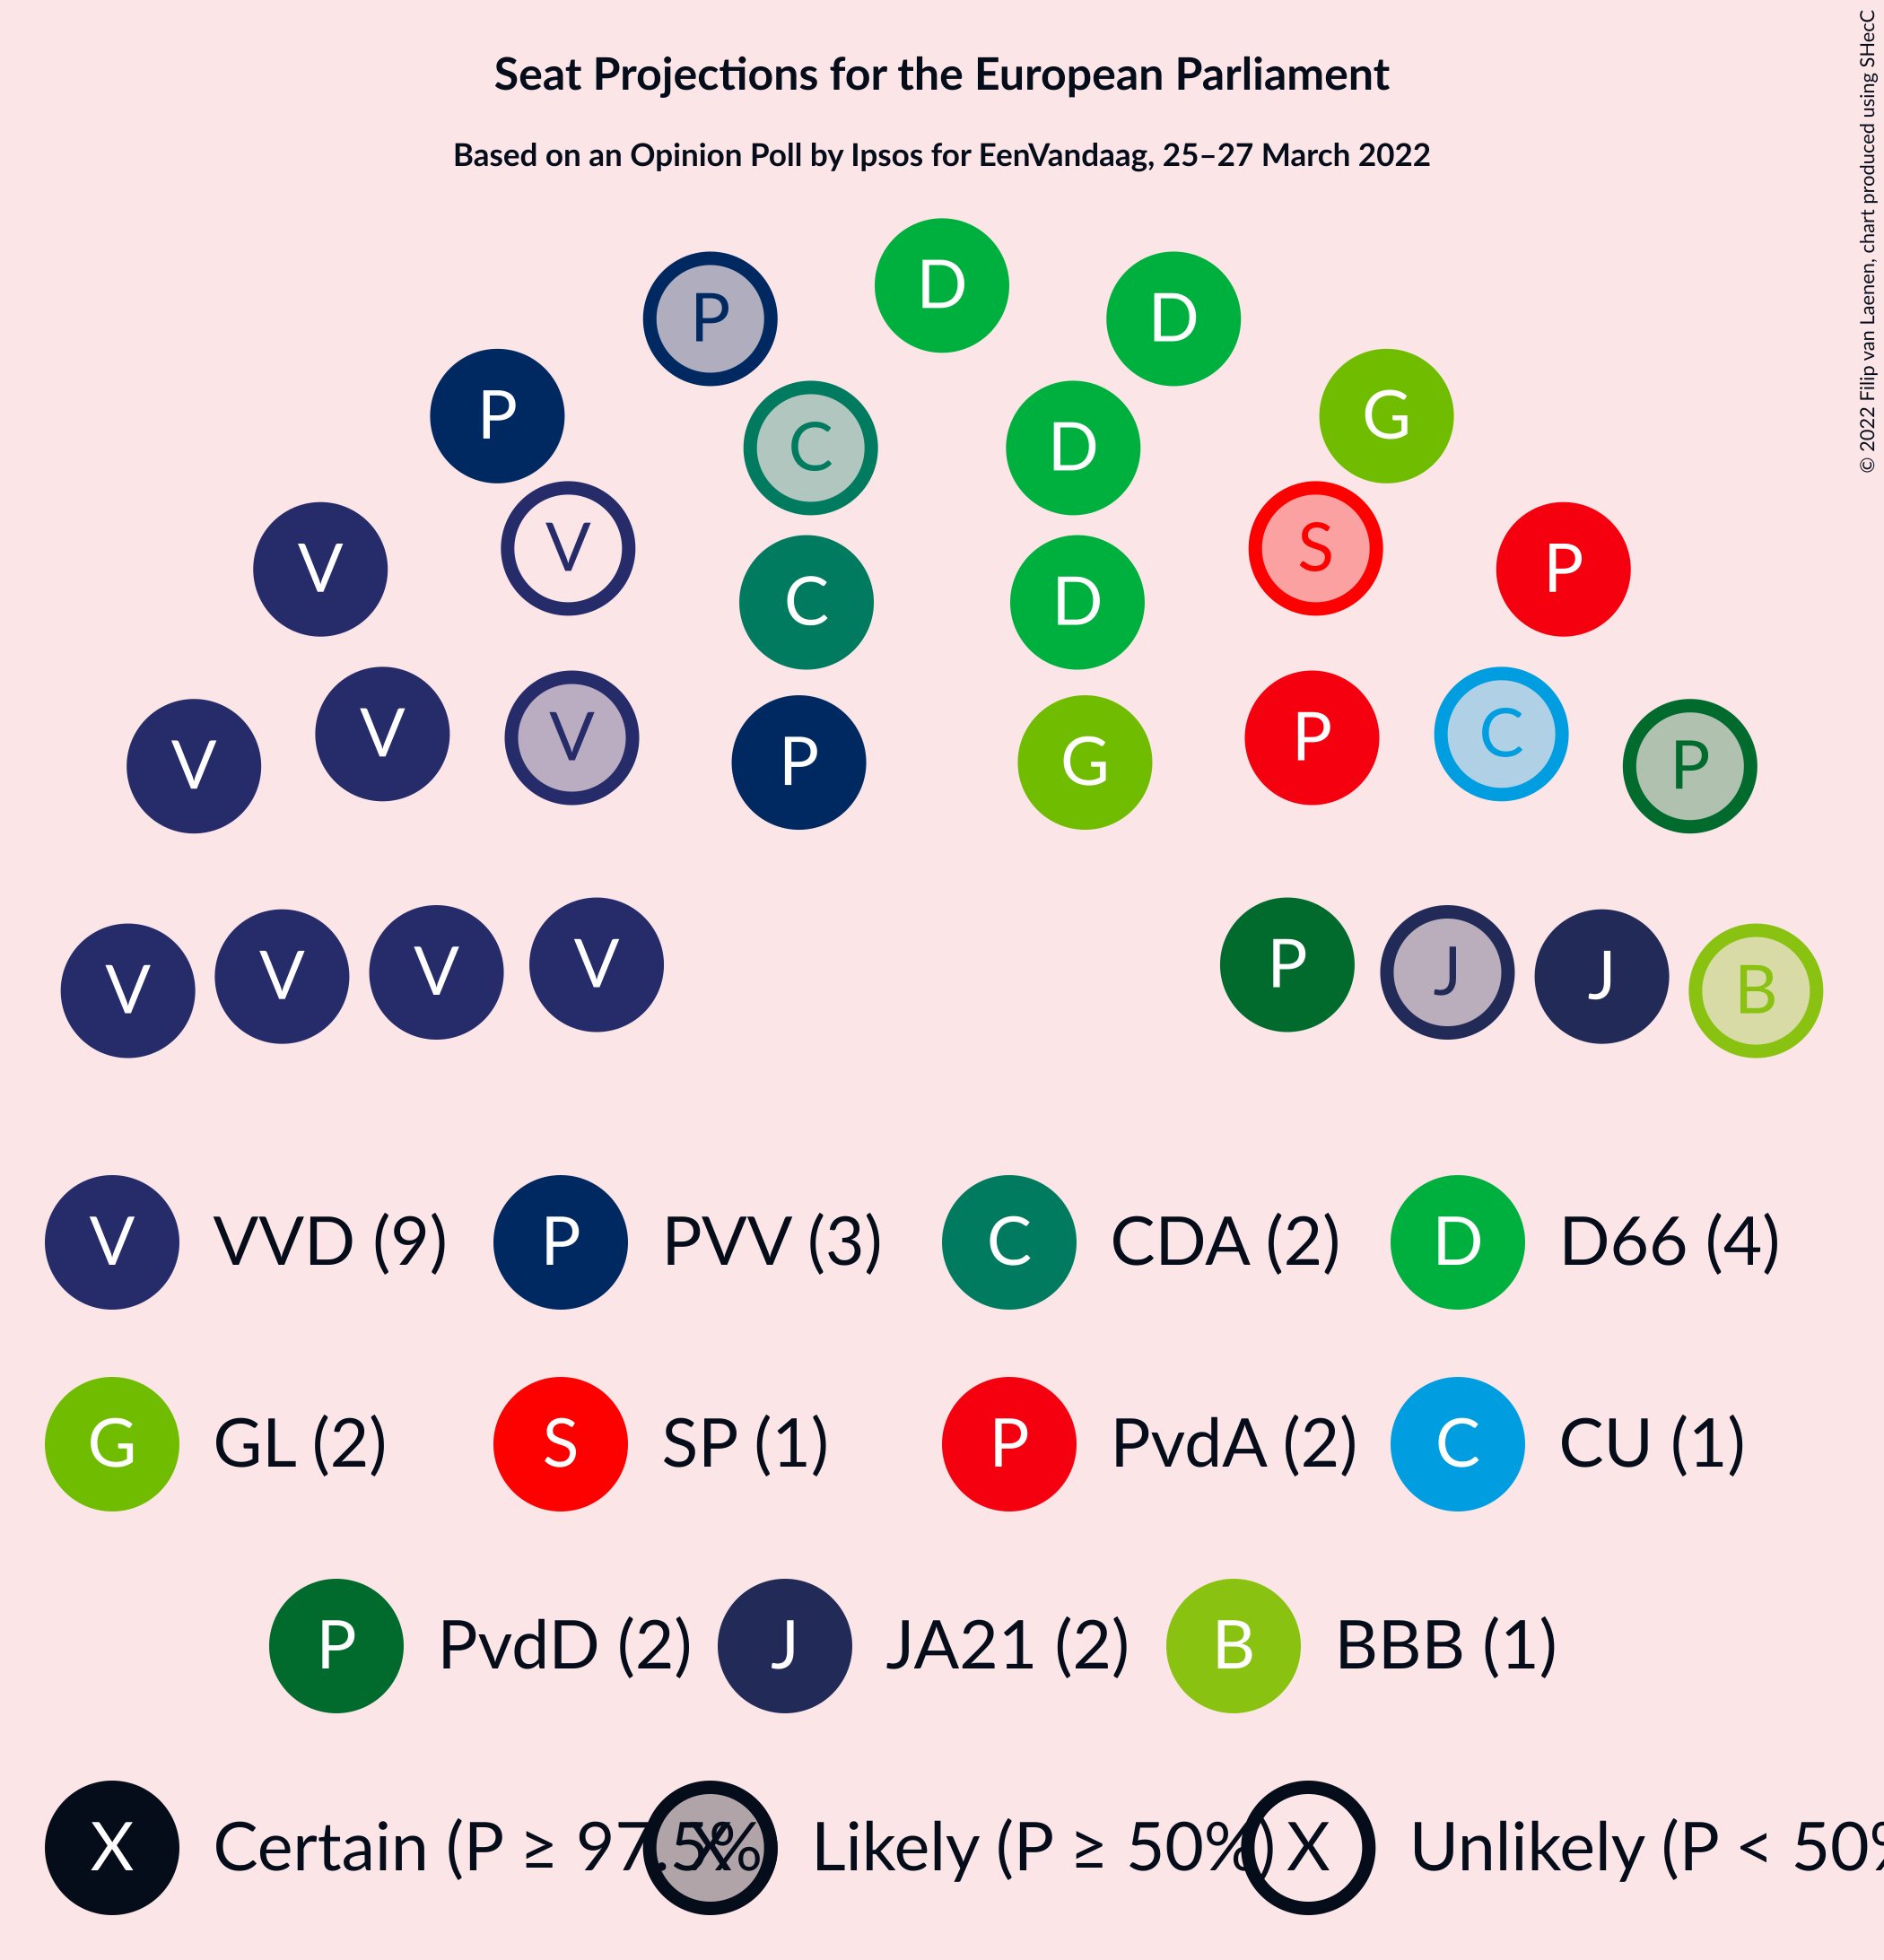 Seat Projections for the European Parliament
Based on an Opinion Poll by Ipsos for EenVandaag, 25–27 March 2022
© 2022 Filip van Laenen, chart produced using SHecC
D
P D
P G
C D
V S
V P
C D
V C
V V P G P P
V V V V P J J B
V VVD (9) P PVV (3) C CDA (2) D D66 (4)
G GL (2) S SP (1) P PvdA (2) C CU (1)
P PvdD (2) J JA21 (2) B BBB (1)
X Certain (P ≥ 97.5% X Likely (P ≥ 50%) X Unlikely (P < 50%